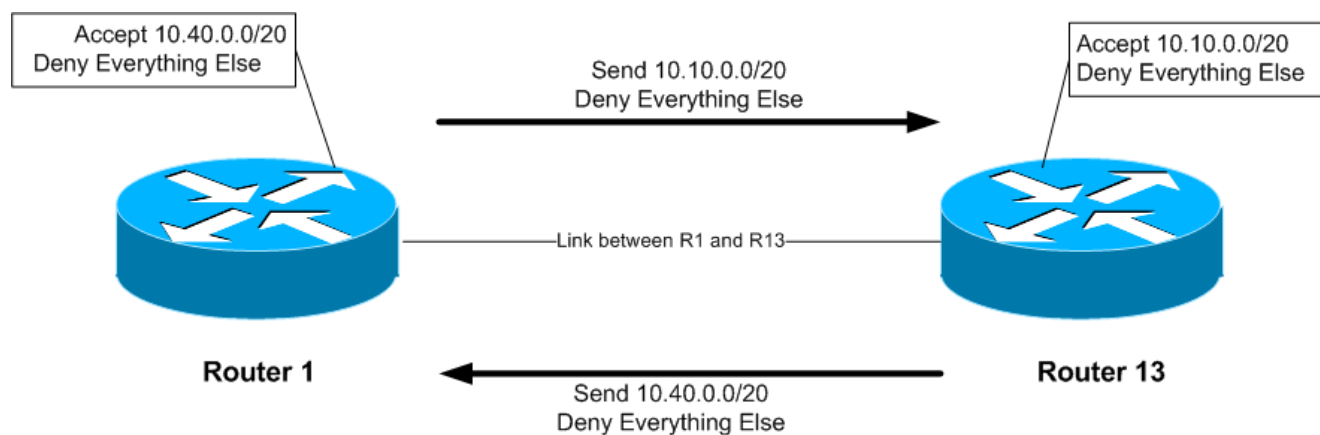 Accept 10.40.0.0/20
Deny Everything Else
Send 10.10.0.0/20
Deny Everything Else
Accept 10.10.0.0/20
Deny Everything Else
Link between R1 and R13
Router 1
Router 13
Send 10.40.0.0/20
Deny Everything Else